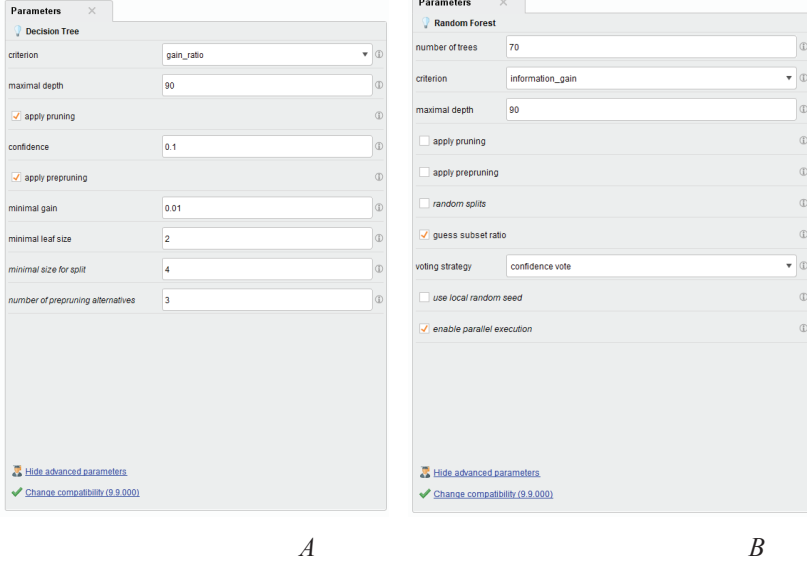 Parameters ×
Decision Tree
criterion gain_ratio
maximal depth 90
apply pruning
confidence 0.1
apply prepruning
minimal gain 0.01
minimal leaf size 2
minimal size for split 4
number of prepruning alternatives 3
Hide advanced parameters
Change compatibility (9.9.000)
A
Parameters ×
Random Forest
number of trees 70
criterion information_gain
maximal depth 90
apply pruning
apply prepruning
random splits
guess subset ratio
voting strategy confidence vote
use local random seed
enable parallel execution
Hide advanced parameters
Change compatibility (9.9.000)
B